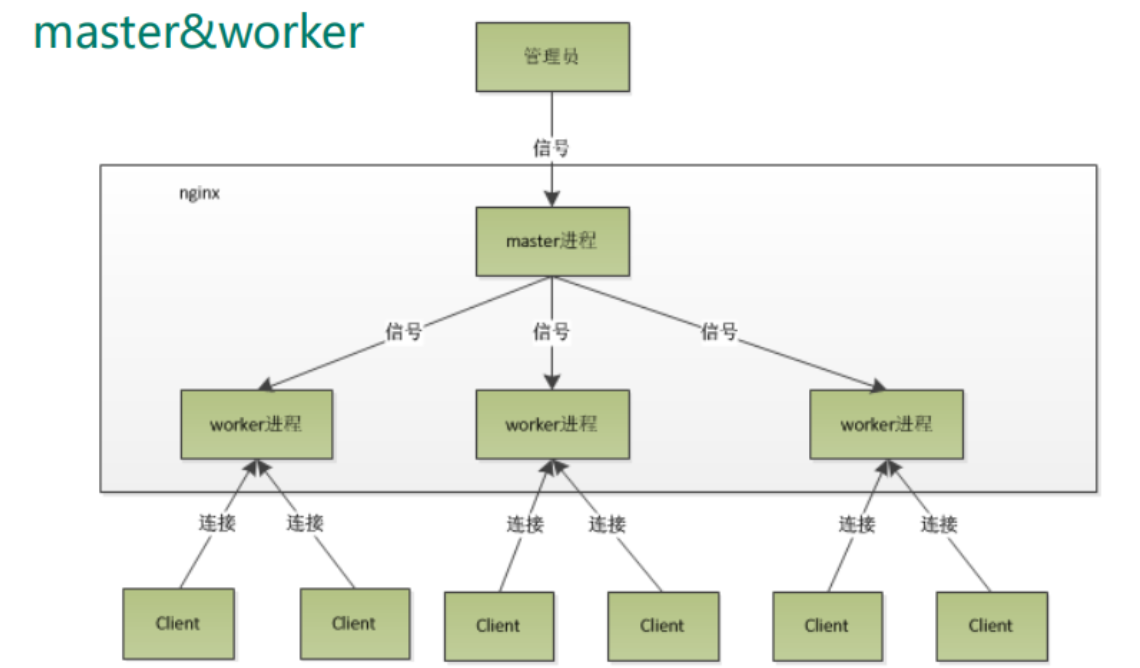 master&worker
管理员
信号
nginx
master进程
信号
信号
信号
worker进程
worker进程
worker进程
连接
连接
连接
连接
连接
连接
Client
Client
Client
Client
Client
Client